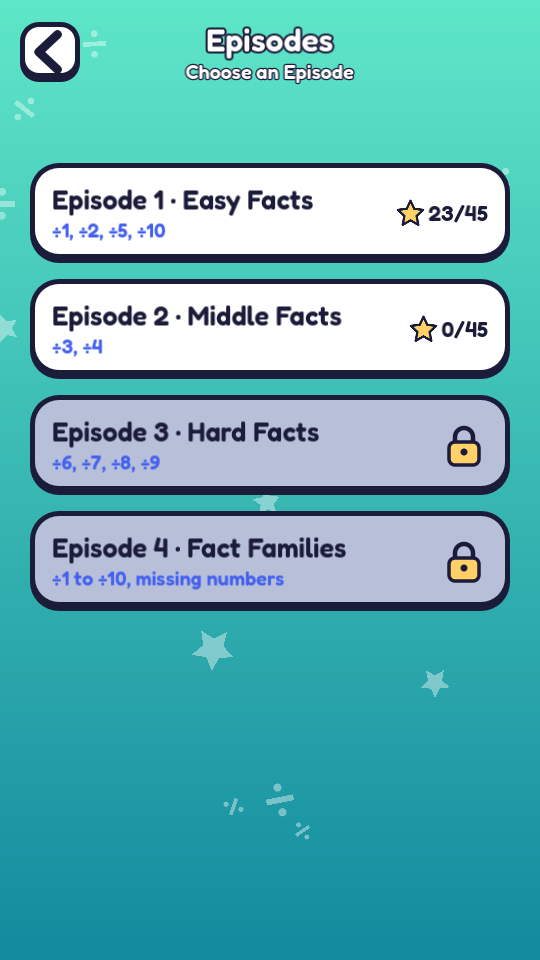 Episodes
Choose an Episode
Episode 1 · Easy Facts
÷1, ÷2, ÷5, ÷10
23/45
Episode 2 · Middle Facts
÷3, ÷4
0/45
Episode 3 · Hard Facts
÷6, ÷7, ÷8, ÷9
Episode 4 · Fact Families
÷1 to ÷10, missing numbers